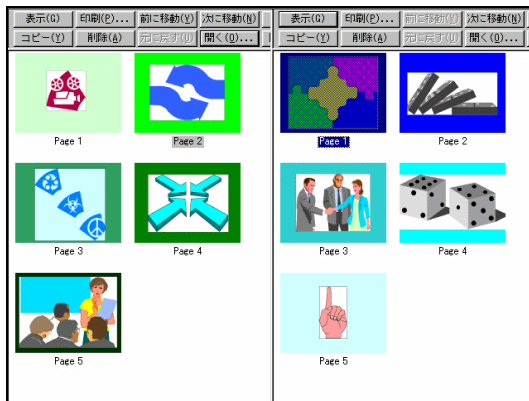 表示(G) 印刷(P)... 前に移動(Y) 次に移動(N)
コピー(Y) 削除(A) 元に戻す(U) 開く(O)...
Page 1
Page 2
Page 3
Page 4
Page 5
表示(G) 印刷(P)... 前に移動(Y) 次に移動(N)
コピー(Y) 削除(A) 元に戻す(U) 開く(O)...
Page 1
Page 2
Page 3
Page 4
Page 5